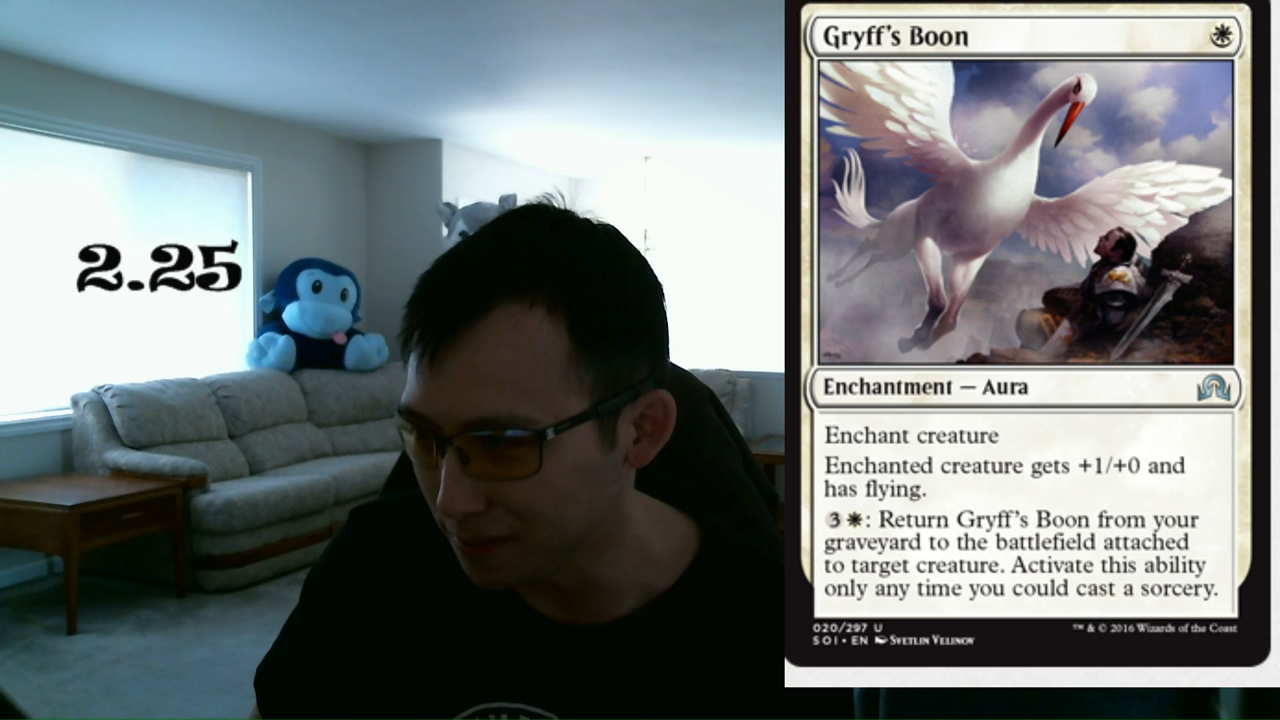 2.25
Gryff's Boon
Enchantment — Aura
Enchant creature
Enchanted creature gets +1/+0 and
has flying.
3: Return Gryff's Boon from your
graveyard to the battlefield attached
to target creature. Activate this ability
only any time you could cast a sorcery.
020/297 U
SOI • EN Svetlin Velinov
™ & © 2016 Wizards of the Coast